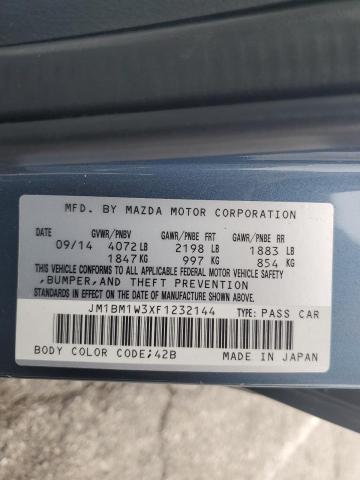 MFD. BY MAZDA MOTOR CORPORATION
DATE GVWR/PNBV GAWR/PNBE FRT GAWR/PNBE RR
09/14 4072 LB 2198 LB 1883 LB
1847 KG 997 KG 854 KG
THIS VEHICLE CONFORMS TO ALL APPLICABLE FEDERAL MOTOR VEHICLE SAFETY
,BUMPER,AND THEFT PREVENTION
STANDARDS IN EFFECT ON THE DATE OF MANUFACTURE SHOWN ABOVE.
JM1BM1W3XF1232144 TYPE: PASS CAR
BODY COLOR CODE;42B MADE IN JAPAN